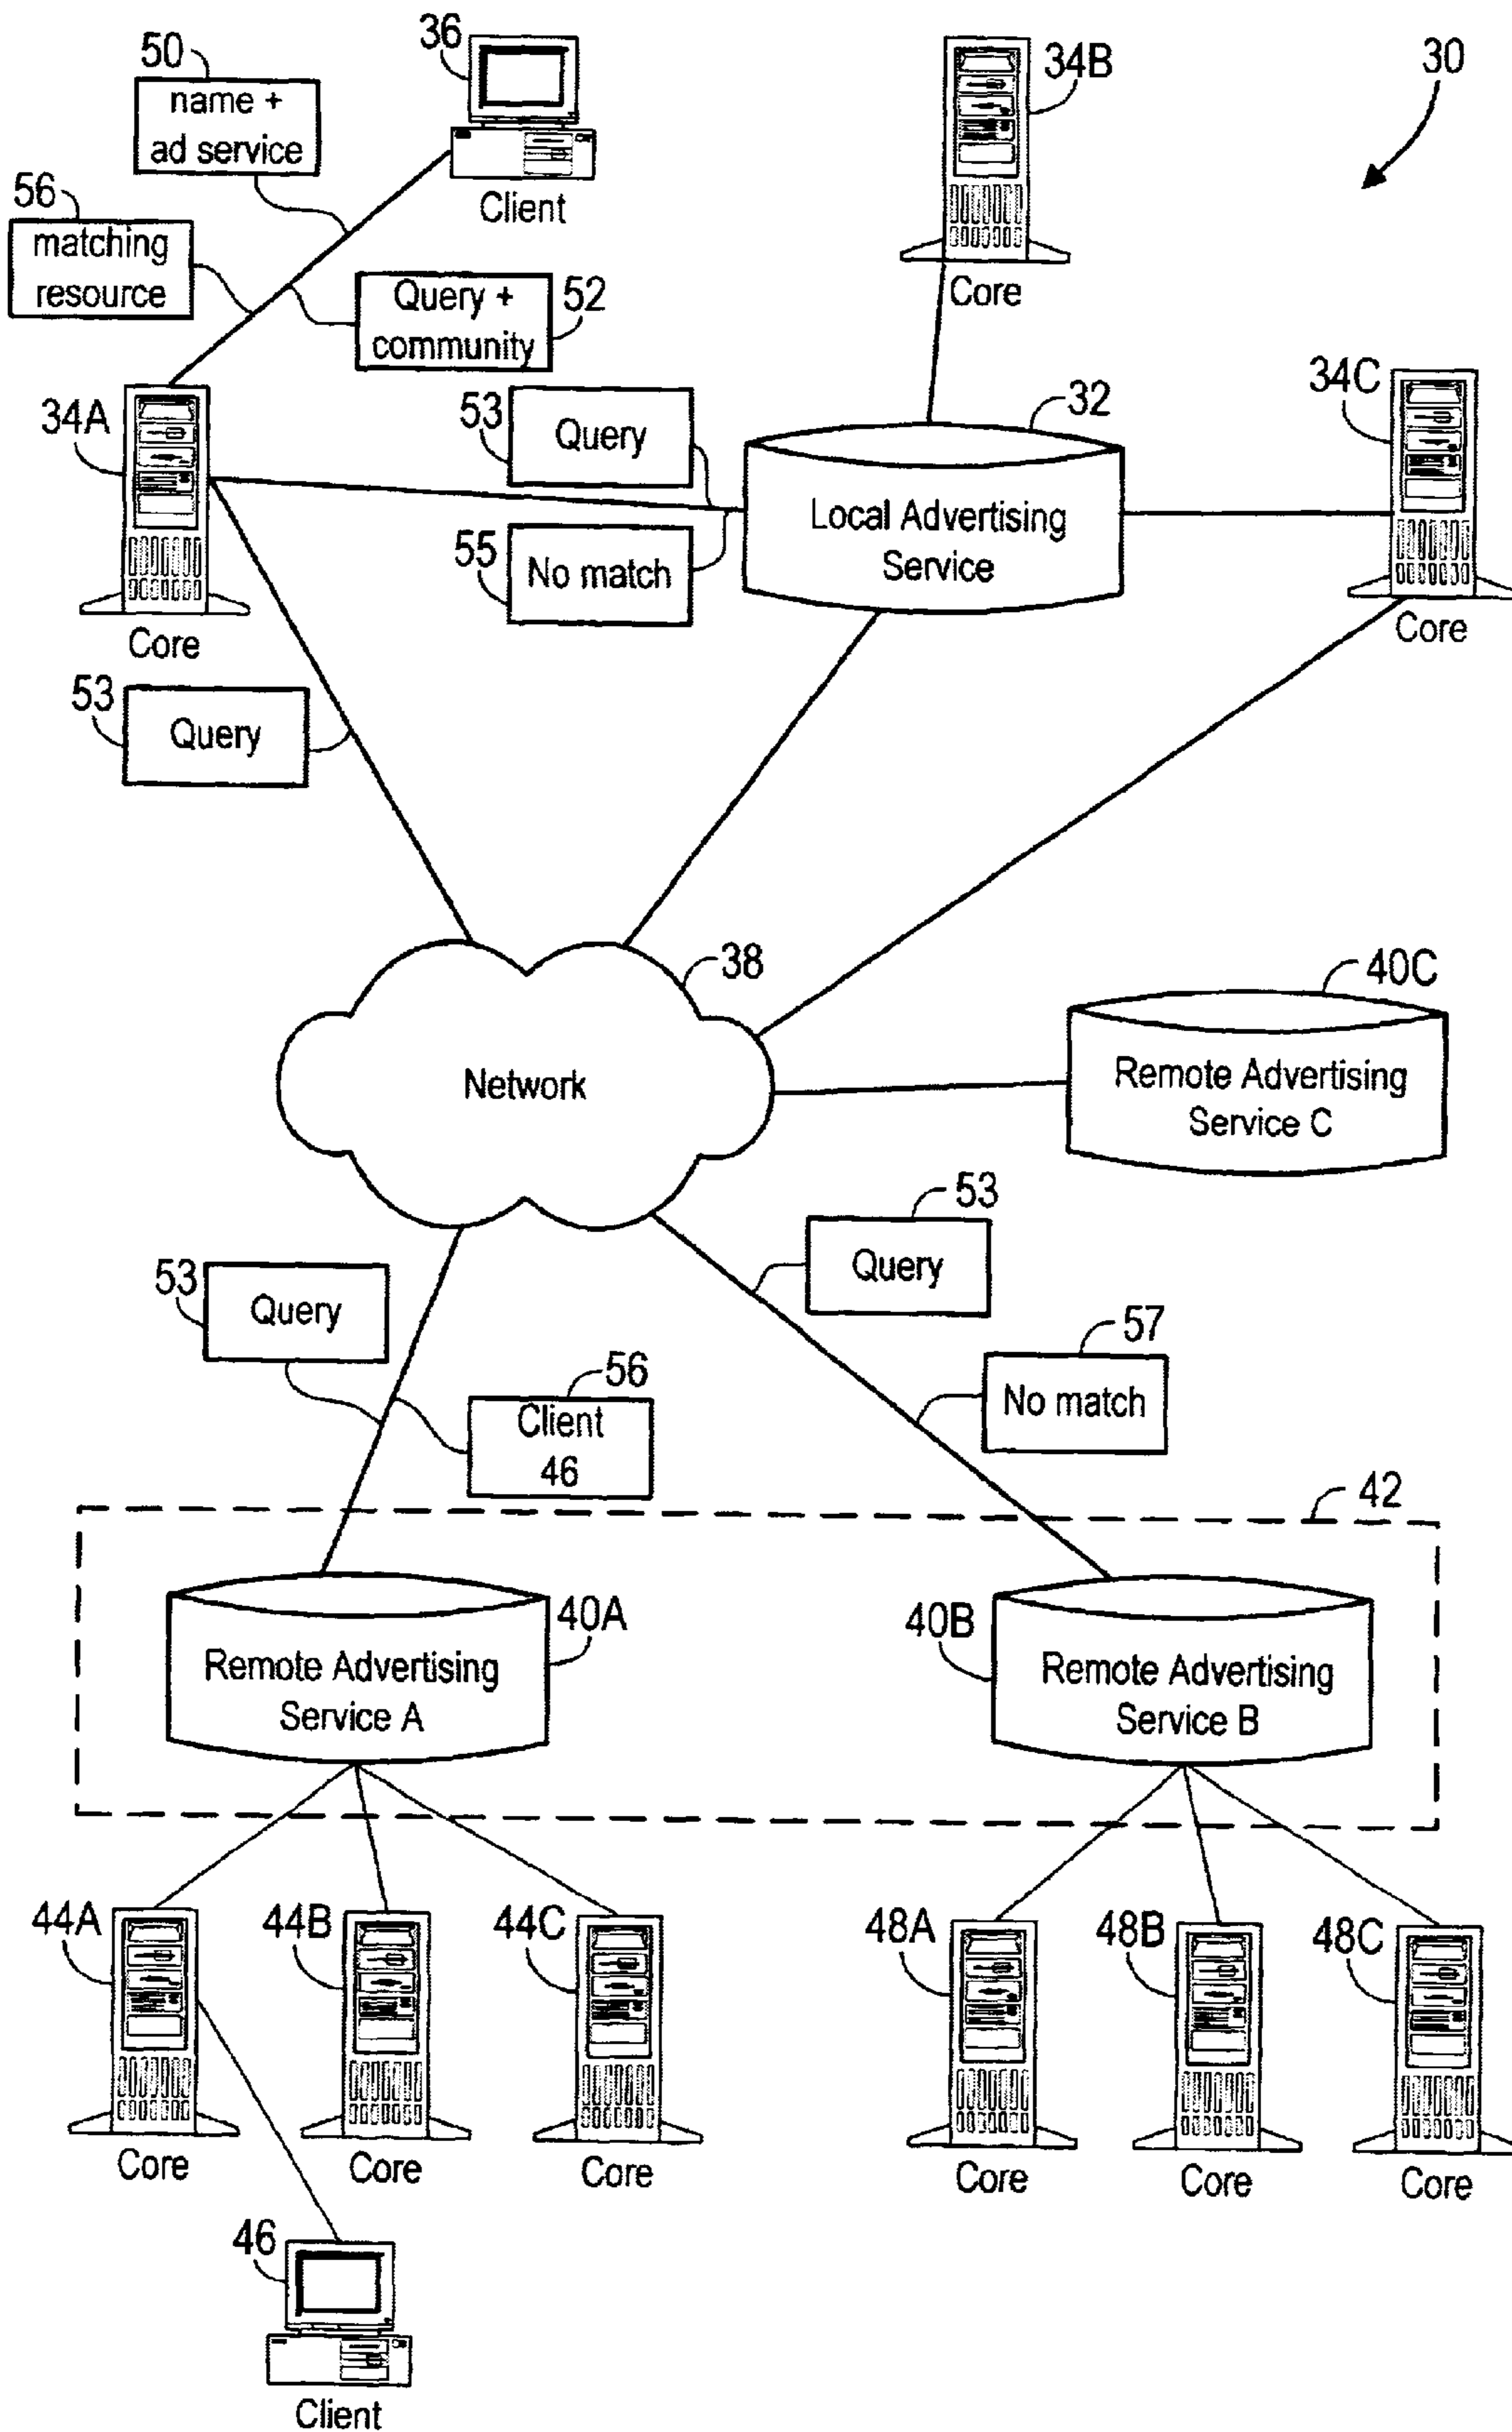 50
name +
ad service
36
Client
34B
Core
30
56
matching
resource
Query +
community
52
34A
Core
53
Query
55
No match
32
Local Advertising
Service
34C
Core
53
Query
38
Network
40C
Remote Advertising
Service C
53
Query
53
Query
56
Client
46
57
No match
42
Remote Advertising
Service A
40A
40B
Remote Advertising
Service B
44A
Core
44B
Core
44C
Core
48A
Core
48B
Core
48C
Core
46
Client